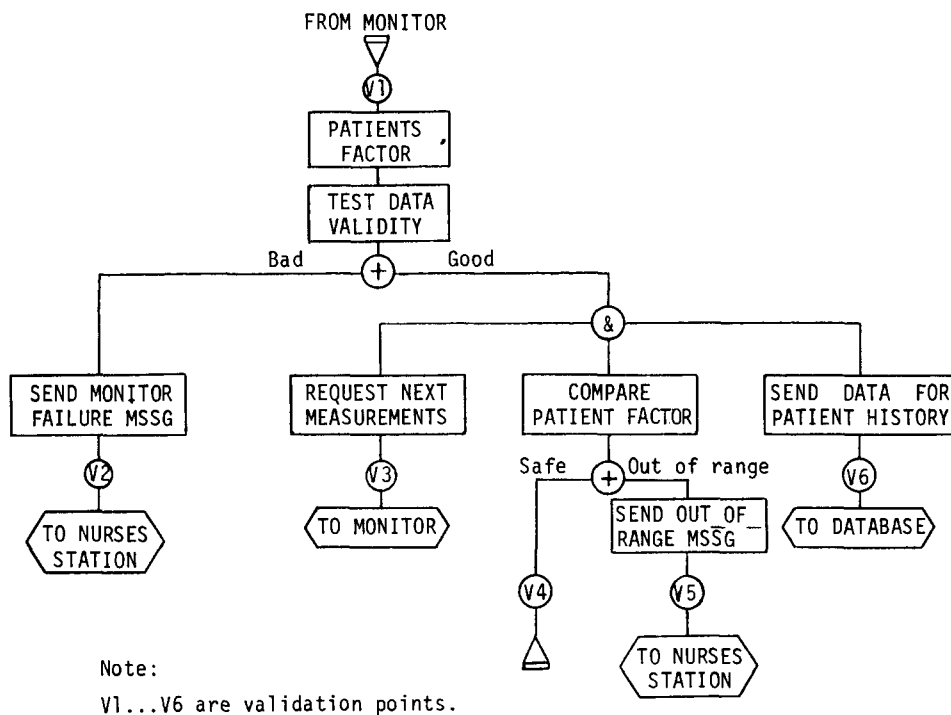 FROM MONITOR
V1
PATIENTS
FACTOR
TEST DATA
VALIDITY
Bad
+
Good
&
SEND MONITOR
FAILURE MSSG
REQUEST NEXT
MEASUREMENTS
COMPARE
PATIENT FACTOR
SEND DATA FOR
PATIENT HISTORY
V2
V3
Safe
+
Out of range
V6
TO NURSES
STATION
TO MONITOR
SEND OUT_OF_
RANGE MSSG
TO DATABASE
V4
V5
TO NURSES
STATION
Note:
V1...V6 are validation points.